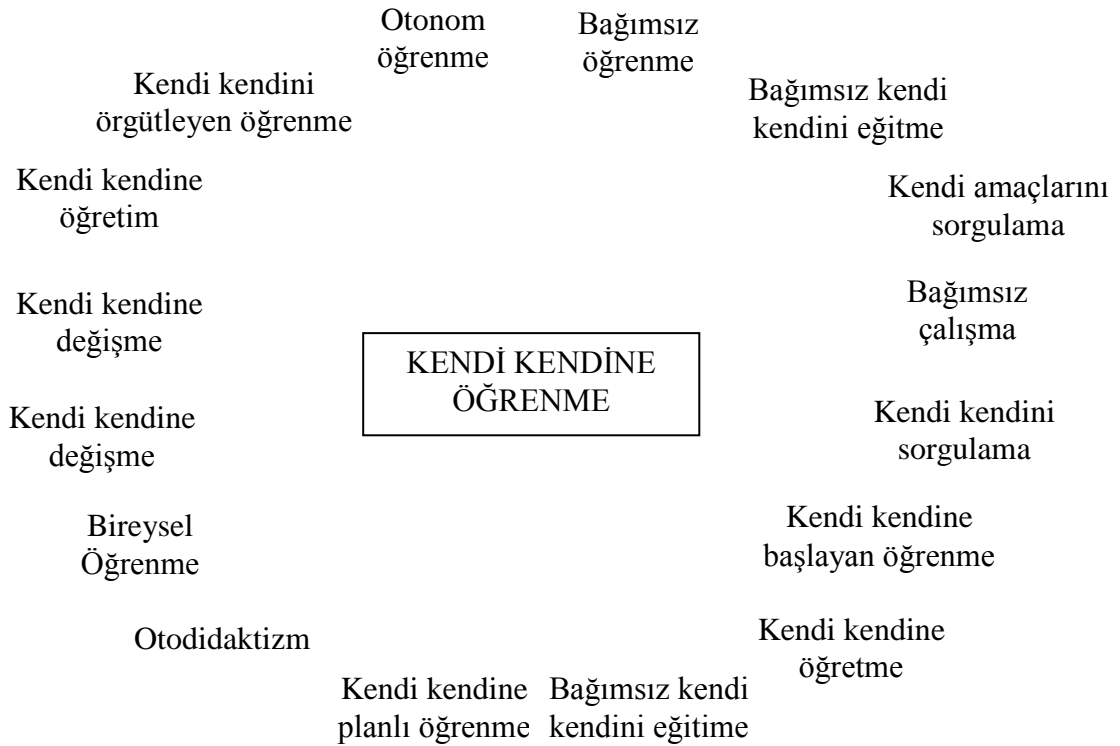 Otonom
öğrenme
Bağımsız
öğrenme
Kendi kendini
örgütleyen öğrenme
Bağımsız kendi
kendini eğitme
Kendi kendine
öğretim
Kendi amaçlarını
sorgulama
Kendi kendine
değişme
Bağımsız
çalışma
KENDİ KENDİNE
ÖĞRENME
Kendi kendine
değişme
Kendi kendini
sorgulama
Bireysel
Öğrenme
Kendi kendine
başlayan öğrenme
Otodidaktizm
Kendi kendine
öğretme
Kendi kendine
planlı öğrenme
Bağımsız kendi
kendini eğitime